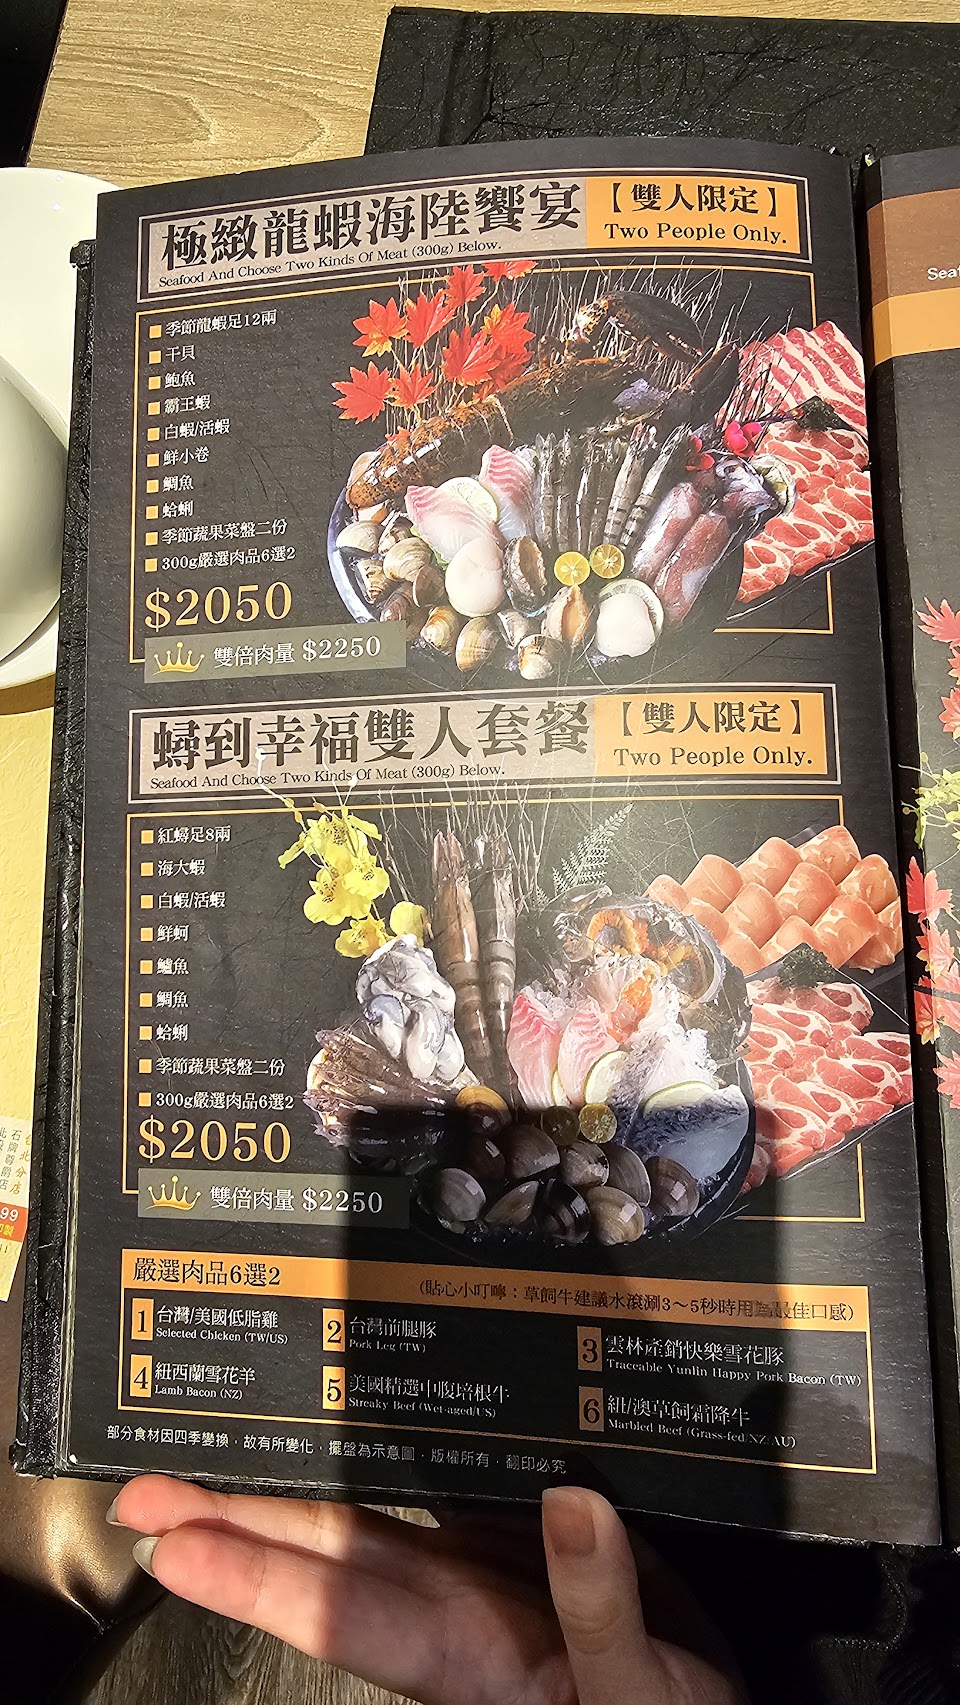 極緻龍蝦海陸饗宴
【雙人限定】
Two People Only.
Seafood And Choose Two Kinds Of Meat (300g) Below.
季節龍蝦足12兩
干貝
鮑魚
霸王蝦
白蝦/活蝦
鮮小卷
鯛魚
蛤蜊
季節蔬果菜盤二份
300g嚴選肉品6選2
$2050
雙倍肉量 $2250
蟳到幸福雙人套餐
【雙人限定】
Two People Only.
Seafood And Choose Two Kinds Of Meat (300g) Below.
紅蟳足8兩
海大蝦
白蝦/活蝦
鮮蚵
鱸魚
鯛魚
蛤蜊
季節蔬果菜盤二份
300g嚴選肉品6選2
$2050
雙倍肉量 $2250
嚴選肉品6選2
(貼心小叮嚀：草飼牛建議水滾涮3～5秒時用 最佳口感)
1 台灣/美國低脂雞
Selected Chicken (TW/US)
2 台灣前腿豚
Pork Leg (TW)
3 雲林產銷快樂雪花豚
Traceable Yunlin Happy Pork Bacon (TW)
4 紐西蘭雪花羊
Lamb Bacon (NZ)
5 美國精選中腹培根牛
Streaky Beef (Wet-aged/US)
6 紐/澳草飼霜降牛
Marbled Beef (Grass-fed/NZ/AU)
部分食材因四季變換，故有所變化，擺盤為示意圖，版權所有，翻印必究
Seaf
99